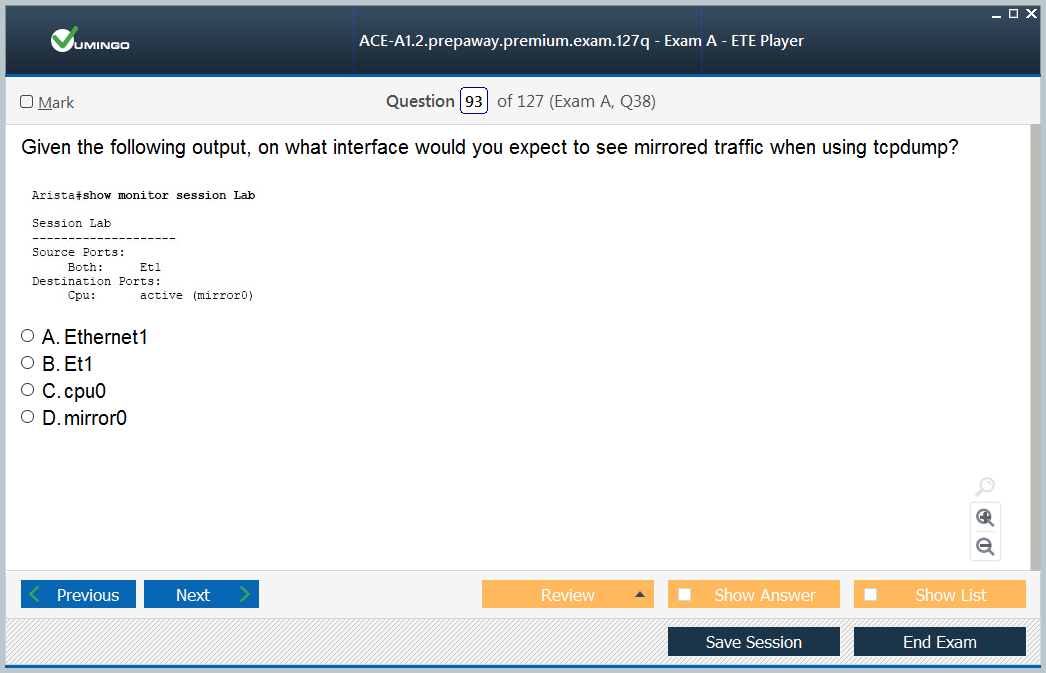 VUMINGO
ACE-A1.2.prepaway.premium.exam.127q - Exam A - ETE Player
Mark
Question 93 of 127 (Exam A, Q38)
Given the following output, on what interface would you expect to see mirrored traffic when using tcpdump?
Arista#show monitor session Lab
Session Lab
--------------------
Source Ports:
Both: Et1
Destination Ports:
Cpu: active (mirror0)
A. Ethernet1
B. Et1
C. cpu0
D. mirror0
Previous
Next
Review
Show Answer
Show List
Save Session
End Exam